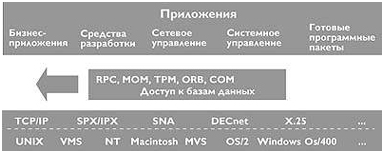 Приложения
Бизнес-приложения Средства разработки Сетевое управление Системное управление Готовые программные пакеты
RPC, MOM, TPM, ORB, COM
Доступ к базам данных
TCP/IP SPX/IPX SNA DECnet X.25 ...
UNIX VMS NT Macintosh MVS OS/2 Windows Os/400 ...